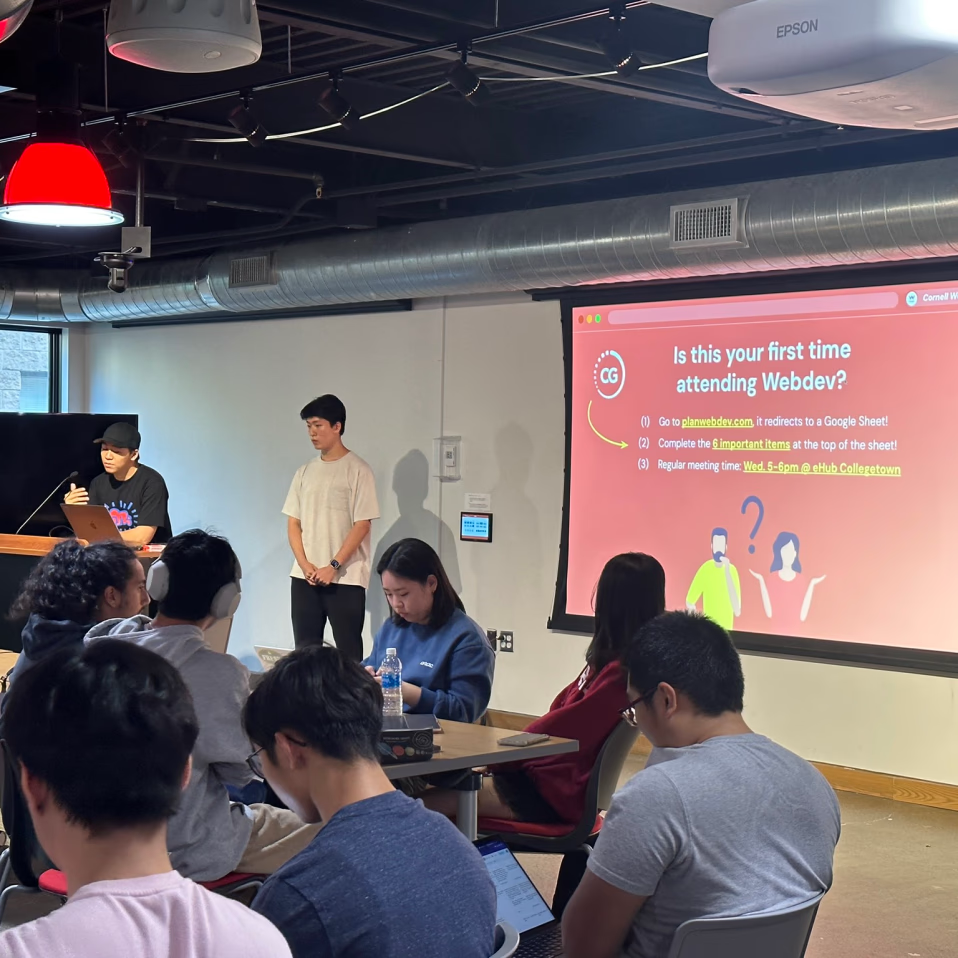 EPSON
Cornell W
CG
Is this your first time
attending Webdev?
(1) Go to planwebdev.com, it redirects to a Google Sheet!
(2) Complete the 6 important items at the top of the sheet!
(3) Regular meeting time: Wed. 5-6pm @ eHub Collegetown